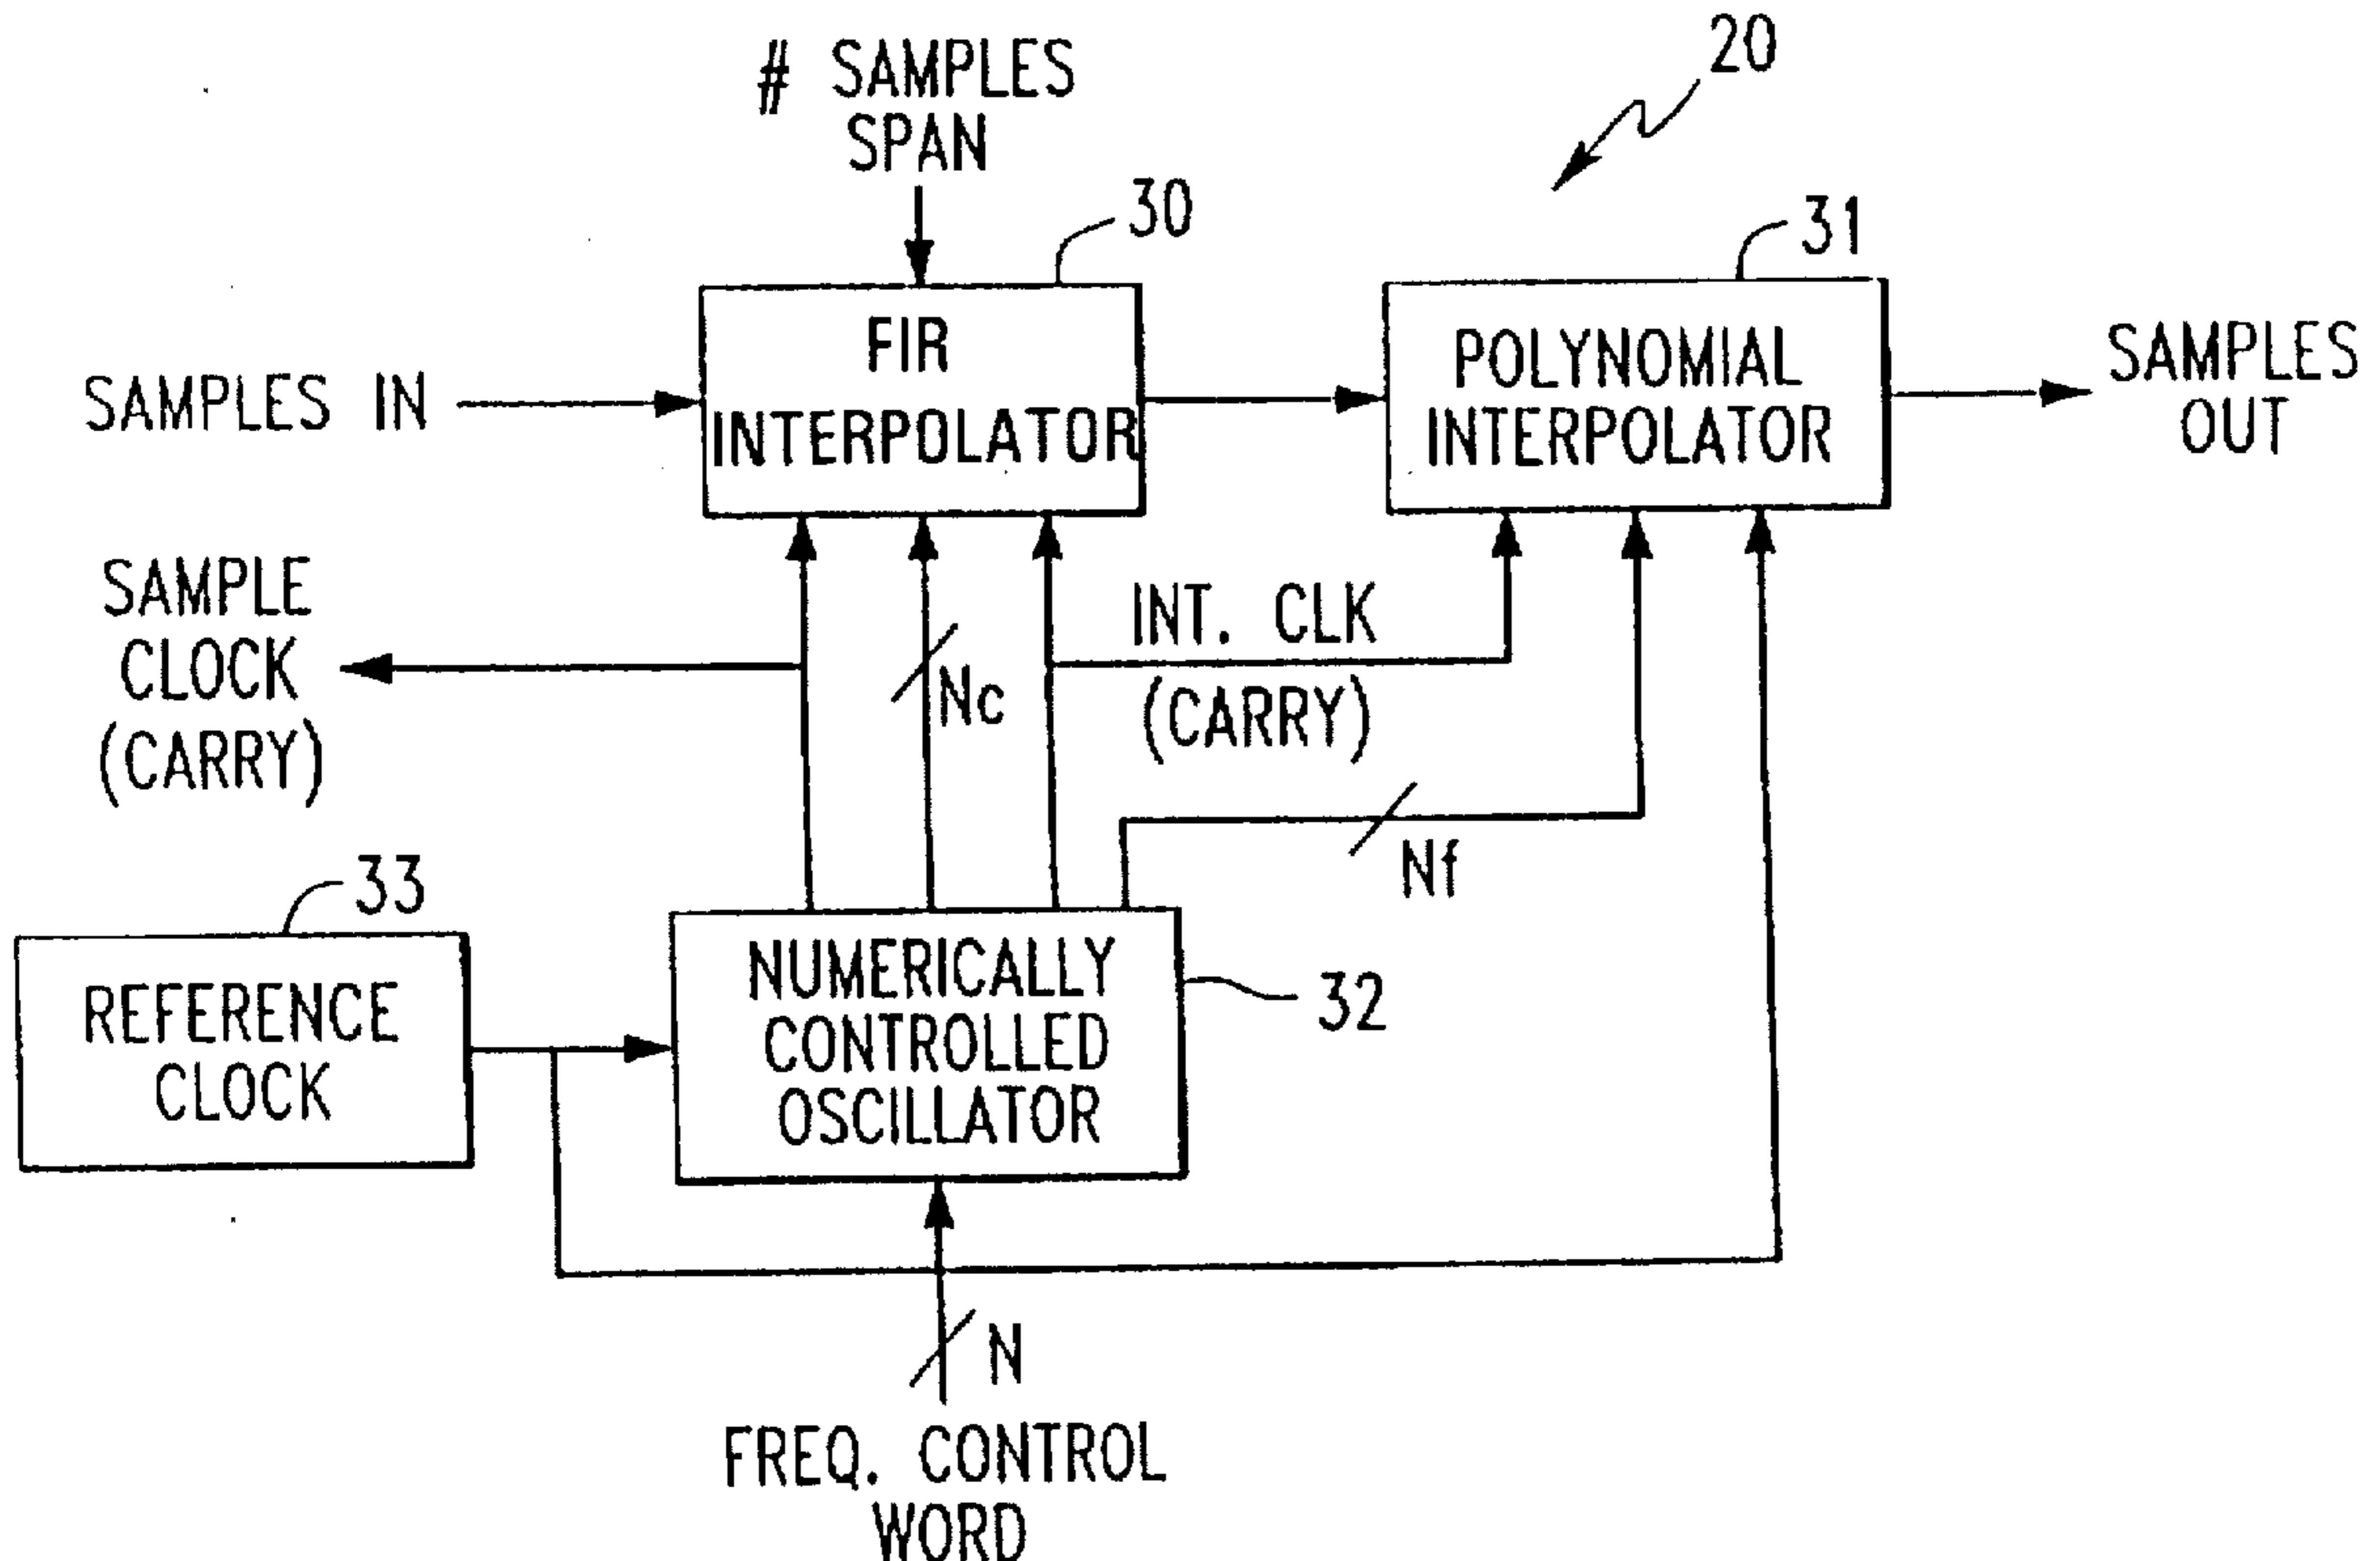 20
# SAMPLES
SPAN
30
31
FIR
INTERPOLATOR
POLYNOMIAL
INTERPOLATOR
SAMPLES IN
SAMPLES
OUT
SAMPLE
CLOCK
(CARRY)
Nc
INT. CLK
(CARRY)
Nf
33
REFERENCE
CLOCK
NUMERICALLY
CONTROLLED
OSCILLATOR
32
N
FREQ. CONTROL
WORD